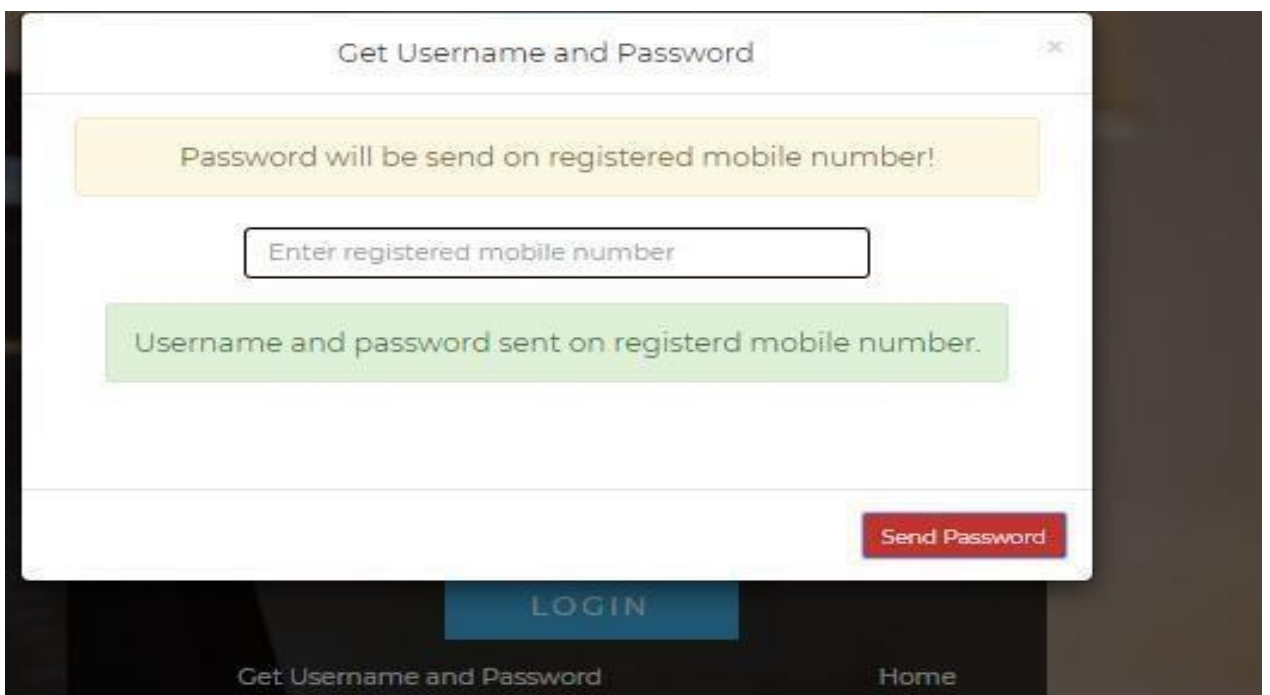 Get Username and Password
×
Password will be send on registered mobile number!
Enter registered mobile number
Username and password sent on registerd mobile number.
Send Password
LOGIN
Get Username and Password
Home